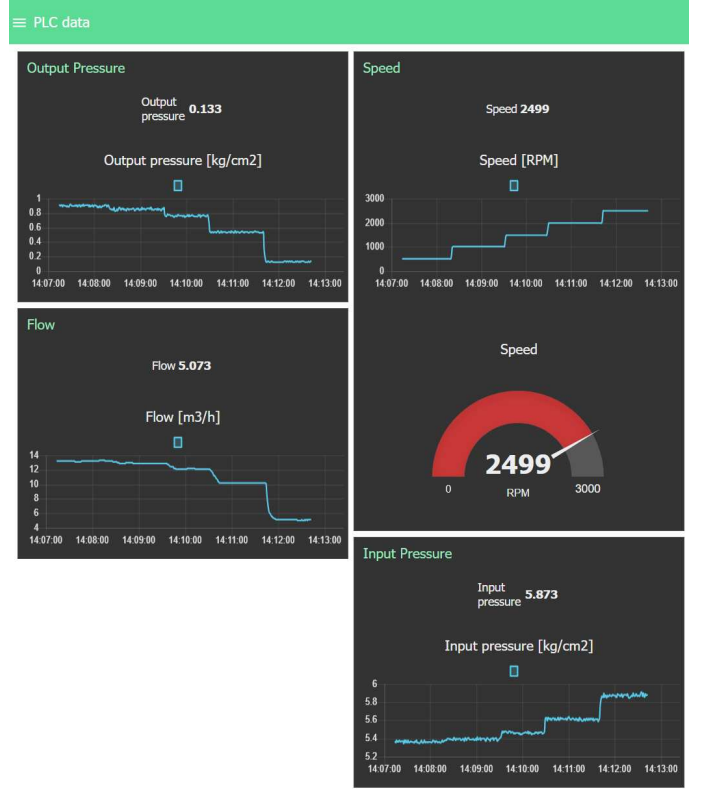 PLC data
Output Pressure
Output
pressure 0.133
Output pressure [kg/cm2]
1
0.8
0.6
0.4
0.2
0
14:07:00 14:08:00 14:09:00 14:10:00 14:11:00 14:12:00 14:13:00
Flow
Flow 5.073
Flow [m3/h]
14
12
10
8
6
4
14:07:00 14:08:00 14:09:00 14:10:00 14:11:00 14:12:00 14:13:00
Speed
Speed 2499
Speed [RPM]
3000
2000
1000
0
14:07:00 14:08:00 14:09:00 14:10:00 14:11:00 14:12:00 14:13:00
Speed
2499
0 RPM 3000
Input Pressure
Input
pressure 5.873
Input pressure [kg/cm2]
6
5.8
5.6
5.4
5.2
14:07:00 14:08:00 14:09:00 14:10:00 14:11:00 14:12:00 14:13:00